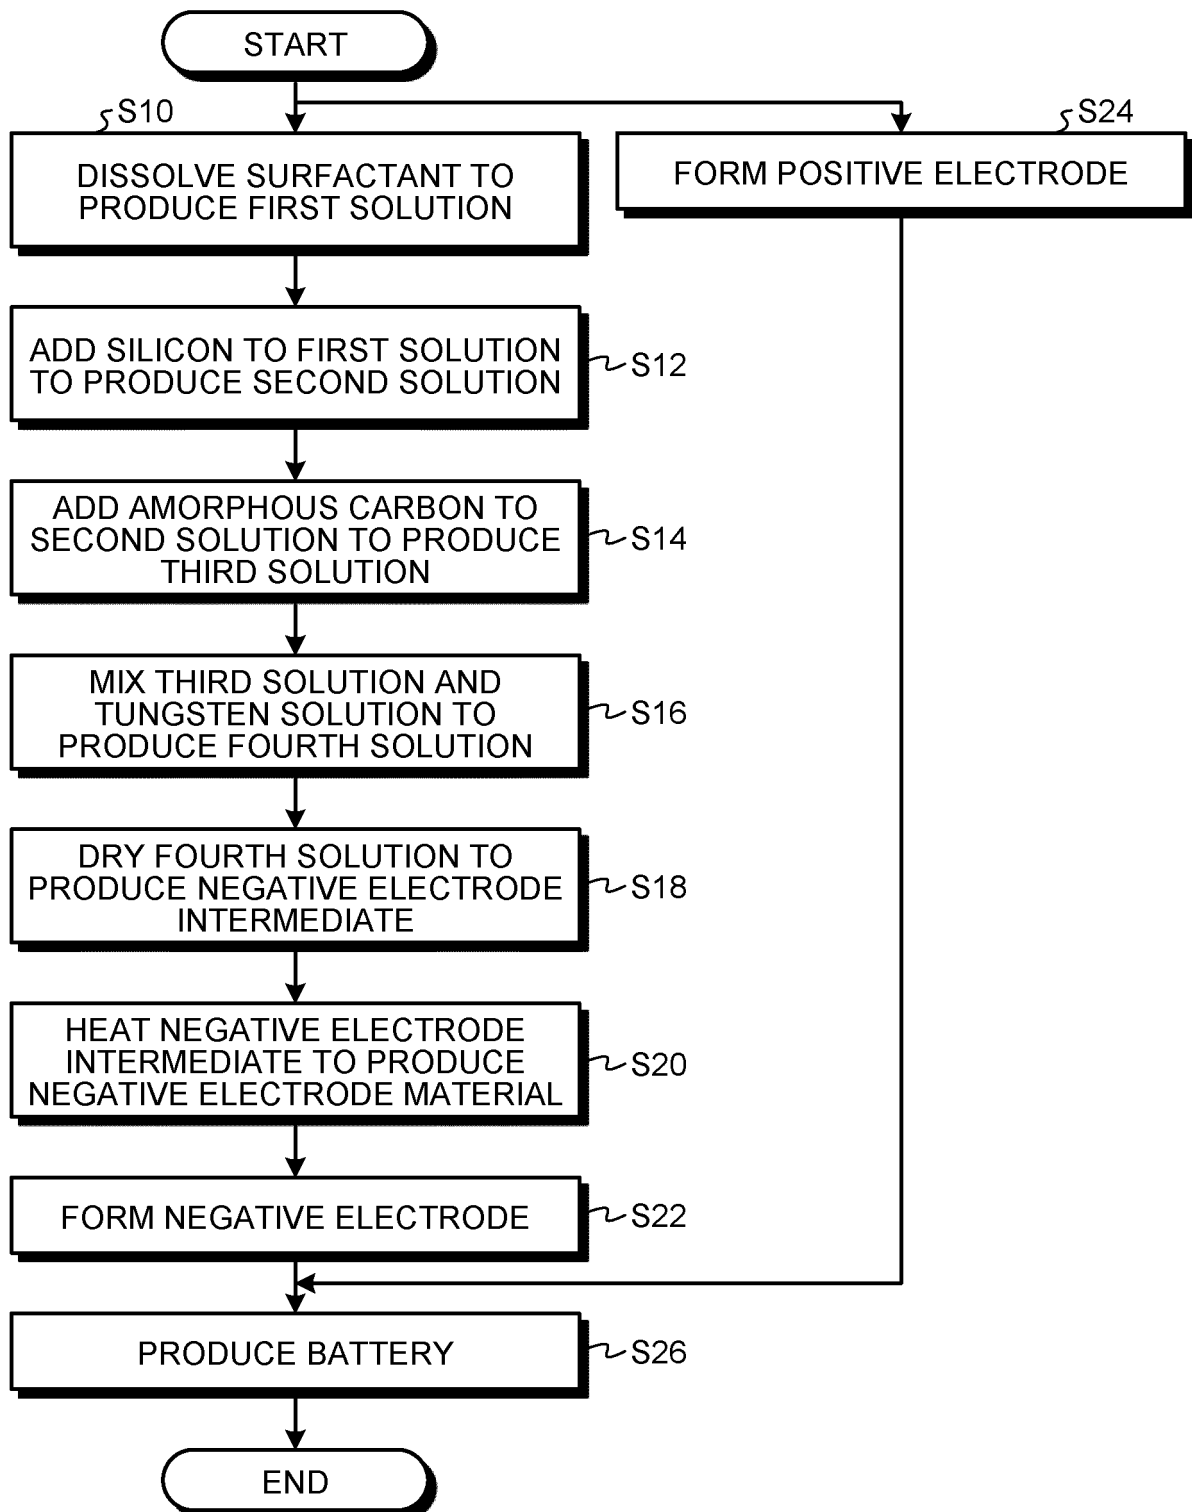 START
S10
DISSOLVE SURFACTANT TO
PRODUCE FIRST SOLUTION
S24
FORM POSITIVE ELECTRODE
ADD SILICON TO FIRST SOLUTION
TO PRODUCE SECOND SOLUTION
S12
ADD AMORPHOUS CARBON TO
SECOND SOLUTION TO PRODUCE
THIRD SOLUTION
S14
MIX THIRD SOLUTION AND
TUNGSTEN SOLUTION TO
PRODUCE FOURTH SOLUTION
S16
DRY FOURTH SOLUTION TO
PRODUCE NEGATIVE ELECTRODE
INTERMEDIATE
S18
HEAT NEGATIVE ELECTRODE
INTERMEDIATE TO PRODUCE
NEGATIVE ELECTRODE MATERIAL
S20
FORM NEGATIVE ELECTRODE
S22
PRODUCE BATTERY
S26
END